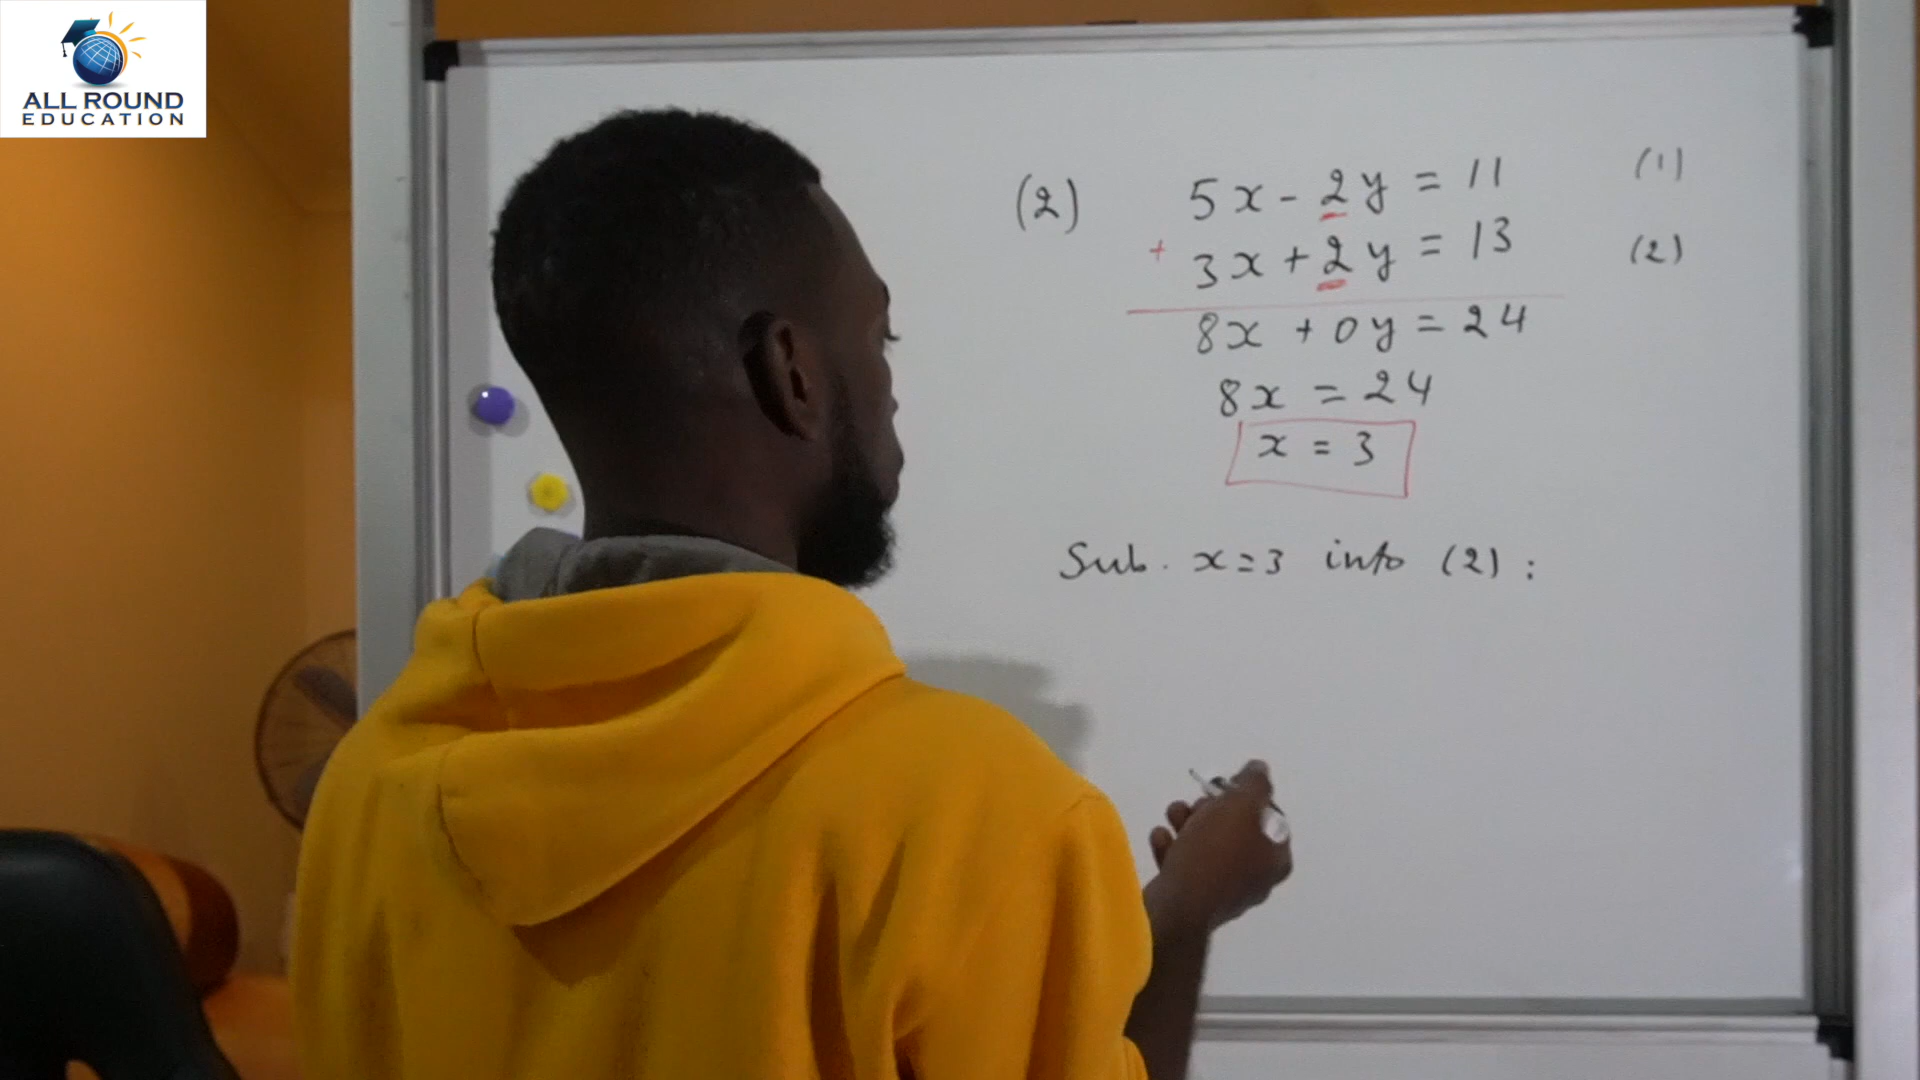 ALL ROUND
EDUCATION
(2) 5x - 2y = 11 (1)
+ 3x + 2y = 13 (2)
8x + 0y = 24
8x = 24
x = 3
Sub. x=3 into (2) :